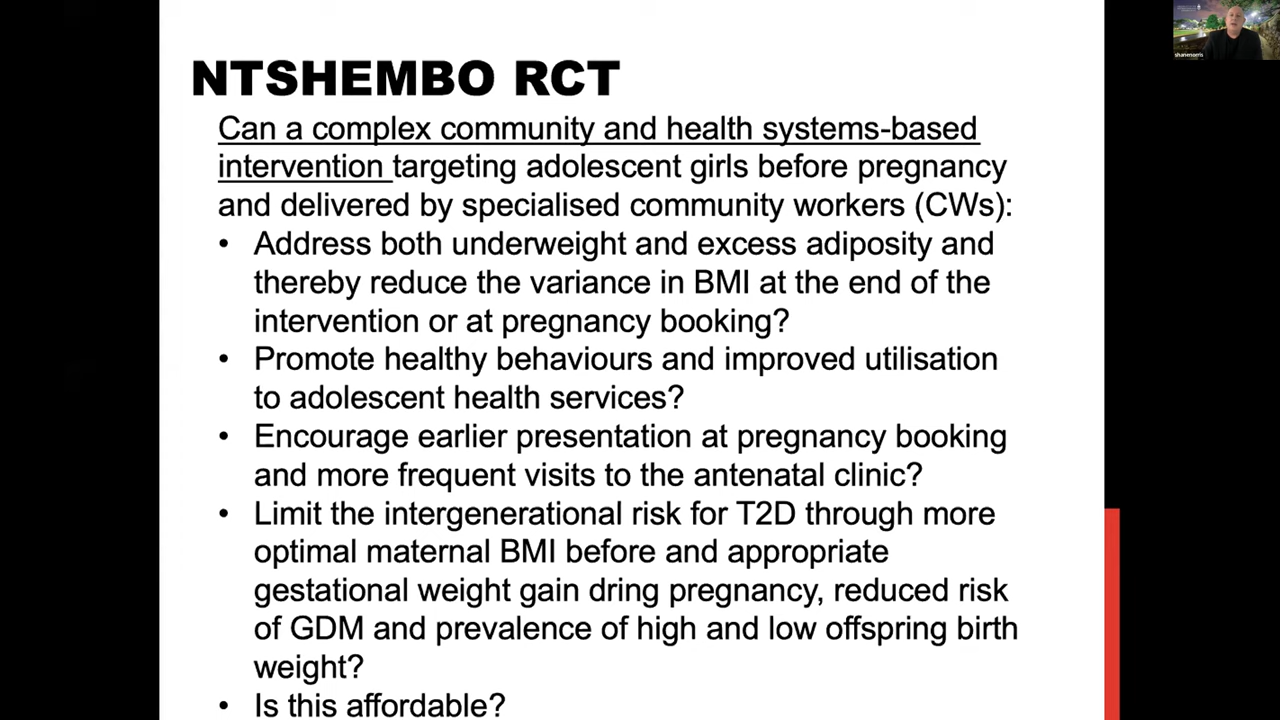 NTSHEMBO RCT
Can a complex community and health systems-based
intervention targeting adolescent girls before pregnancy
and delivered by specialised community workers (CWs):
• Address both underweight and excess adiposity and
thereby reduce the variance in BMI at the end of the
intervention or at pregnancy booking?
• Promote healthy behaviours and improved utilisation
to adolescent health services?
• Encourage earlier presentation at pregnancy booking
and more frequent visits to the antenatal clinic?
• Limit the intergenerational risk for T2D through more
optimal maternal BMI before and appropriate
gestational weight gain dring pregnancy, reduced risk
of GDM and prevalence of high and low offspring birth
weight?
• Is this affordable?
shanenorris